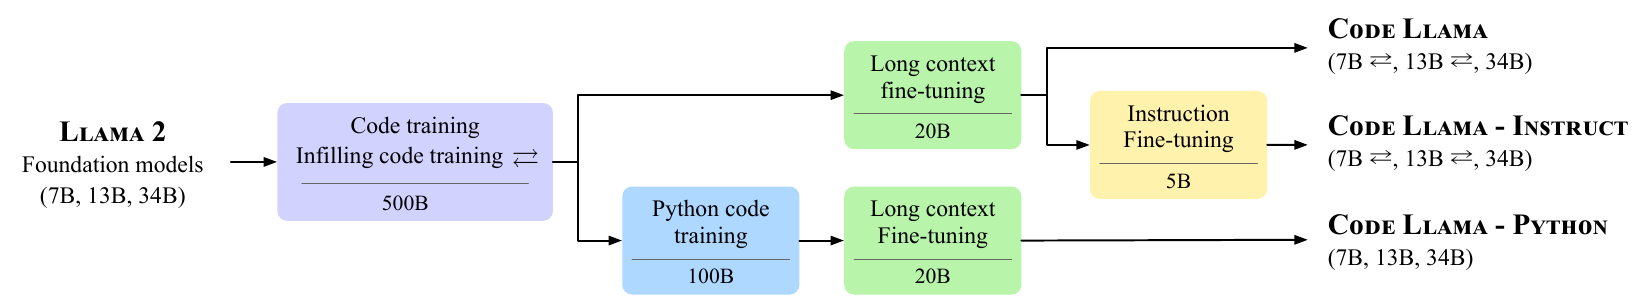 LLAMA 2
Foundation models
(7B, 13B, 34B)
Code training
Infilling code training ⇄
500B
Python code
training
100B
Long context
fine-tuning
20B
Long context
Fine-tuning
20B
Instruction
Fine-tuning
5B
CODE LLAMA
(7B ⇄, 13B ⇄, 34B)
CODE LLAMA - INSTRUCT
(7B ⇄, 13B ⇄, 34B)
CODE LLAMA - PYTHON
(7B, 13B, 34B)